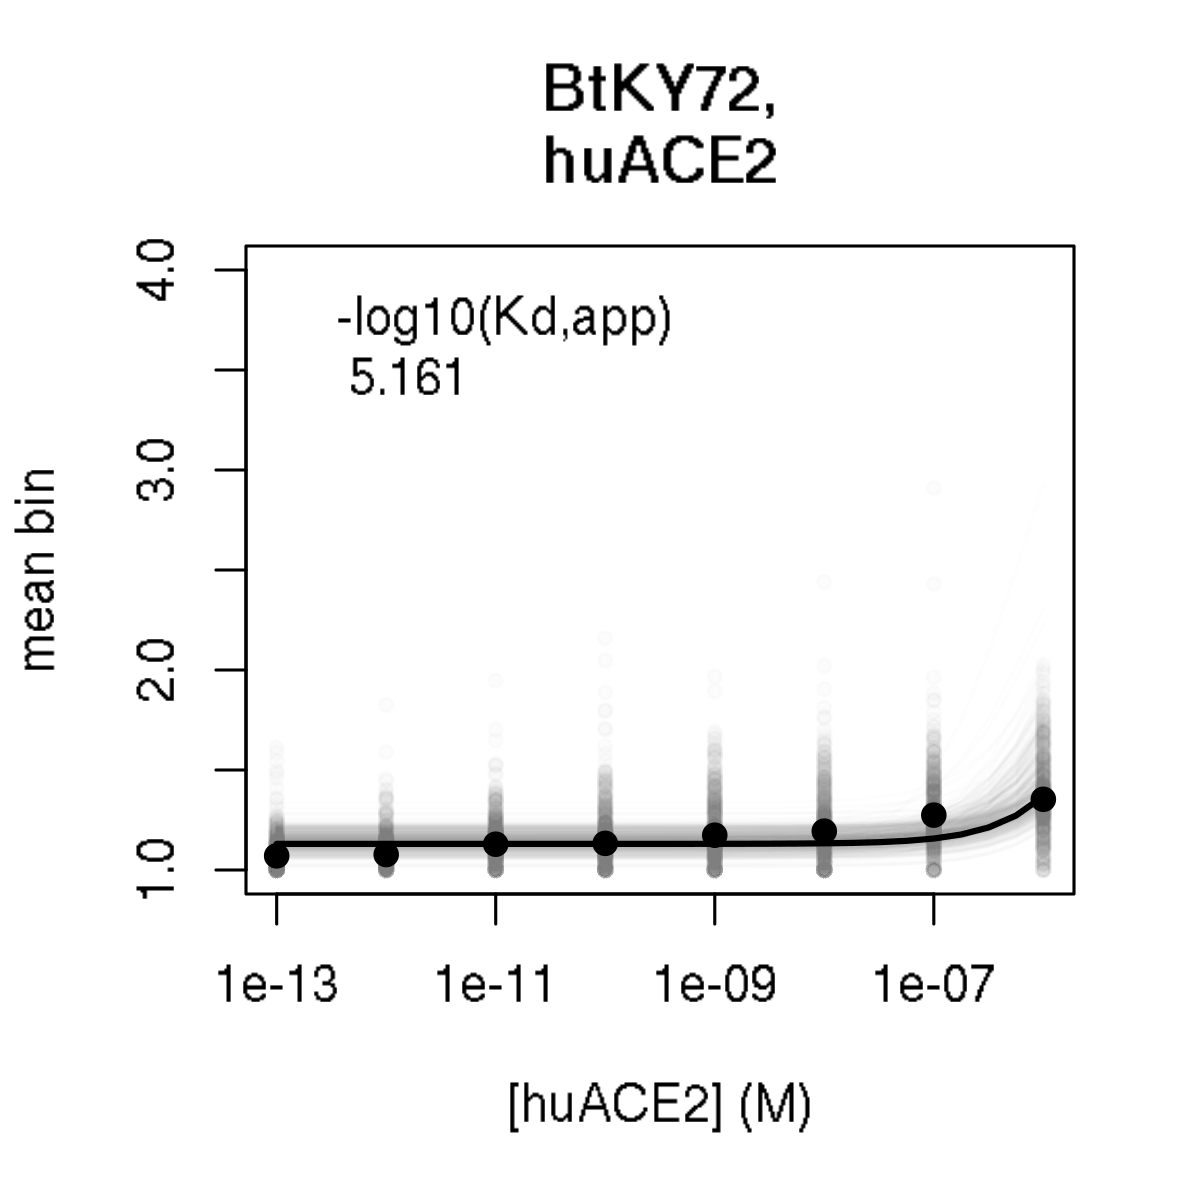 BtKY72,
huACE2
-log10(Kd,app)
5.161
mean bin
4.0
3.0
2.0
1.0
1e-13 1e-11 1e-09 1e-07
[huACE2] (M)